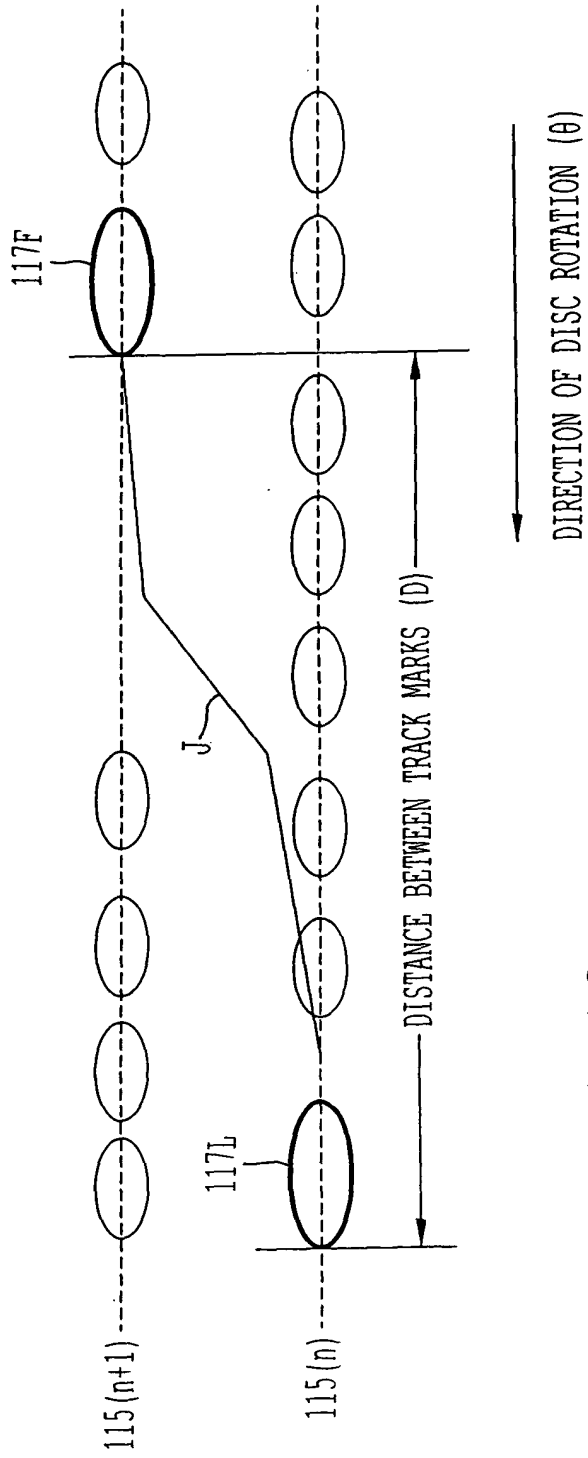 117F
115(n+1)
J
117L
115(n)
DISTANCE BETWEEN TRACK MARKS (D)
DIRECTION OF DISC ROTATION (θ)